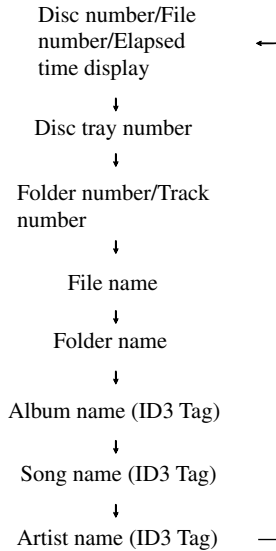 Disc number/File
number/Elapsed
time display
Disc tray number
Folder number/Track
number
File name
Folder name
Album name (ID3 Tag)
Song name (ID3 Tag)
Artist name (ID3 Tag)